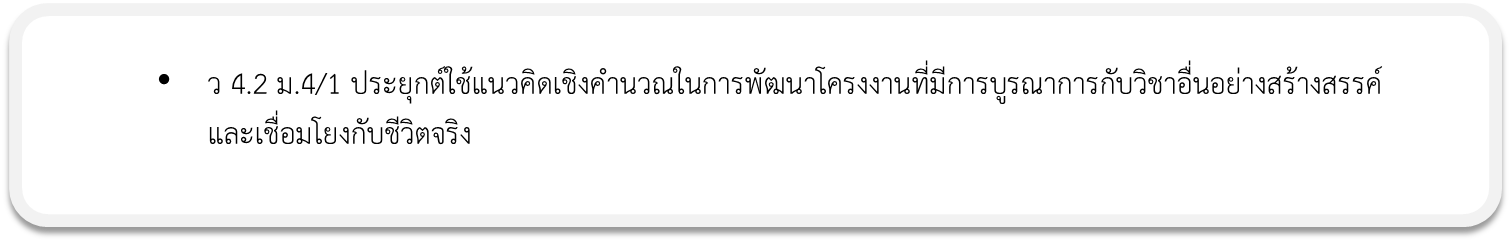 • ว 4.2 ม.4/1 ประยุกต์ใช้แนวคิดเชิงคำนวณในการพัฒนาโครงงานที่มีการบูรณาการกับวิชาอื่นอย่างสร้างสรรค์
และเชื่อมโยงกับชีวิตจริง